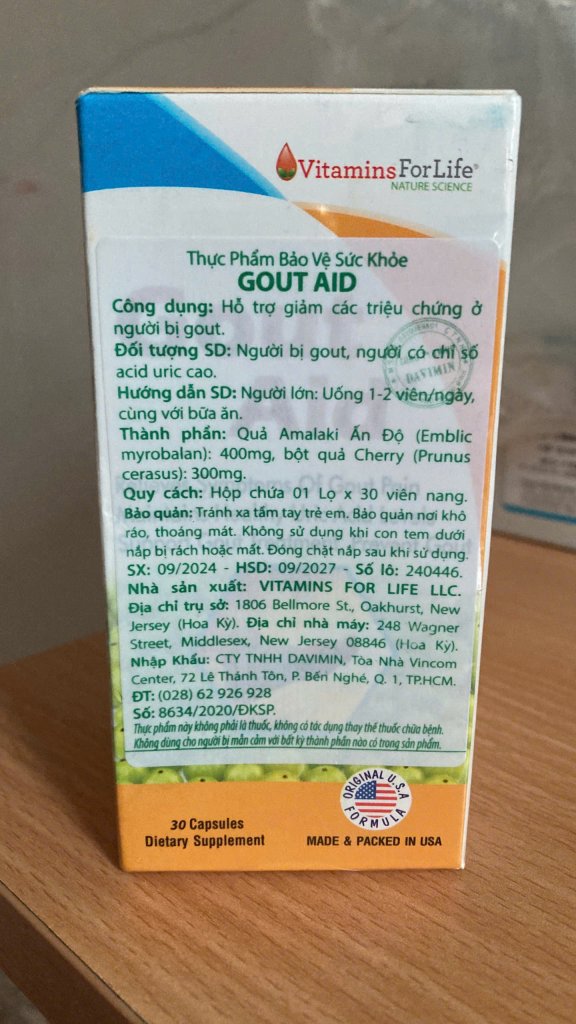 VitaminsForLife®
NATURE SCIENCE
Thực Phẩm Bảo Vệ Sức Khỏe
GOUT AID
Công dụng: Hỗ trợ giảm các triệu chứng ở
người bị gout.
Đối tượng SD: Người bị gout, người có chỉ số
acid uric cao.
DAVIMIN
Hướng dẫn SD: Người lớn: Uống 1-2 viên/ngày,
cùng với bữa ăn.
Thành phần: Quả Amalaki Ấn Độ (Emblic
myrobalan): 400mg, bột quả Cherry (Prunus
cerasus): 300mg.
Quy cách: Hộp chứa 01 Lọ x 30 viên nang.
Bảo quản: Tránh xa tầm tay trẻ em. Bảo quản nơi khô
ráo, thoáng mát. Không sử dụng khi con tem dưới
nắp bị rách hoặc mất. Đóng chặt nắp sau khi sử dụng.
SX: 09/2024 - HSD: 09/2027 - Số lô: 240446.
Nhà sản xuất: VITAMINS FOR LIFE LLC.
Địa chỉ trụ sở: 1806 Bellmore St., Oakhurst, New
Jersey (Hoa Kỳ). Địa chỉ nhà máy: 248 Wagner
Street, Middlesex, New Jersey 08846 (Hoa Kỳ).
Nhập Khẩu: CTY TNHH DAVIMIN, Tòa Nhà Vincom
Center, 72 Lê Thánh Tôn, P. Bến Nghé, Q. 1, TP.HCM.
ĐT: (028) 62 926 928
Số: 8634/2020/ĐKSP.
Thực phẩm này không phải là thuốc, không có tác dụng thay thế thuốc chữa bệnh.
Không dùng cho người bị mẫn cảm với bất kỳ thành phần nào có trong sản phẩm.
ORIGINAL U.S.A
FORMULA
30 Capsules
Dietary Supplement
MADE & PACKED IN USA